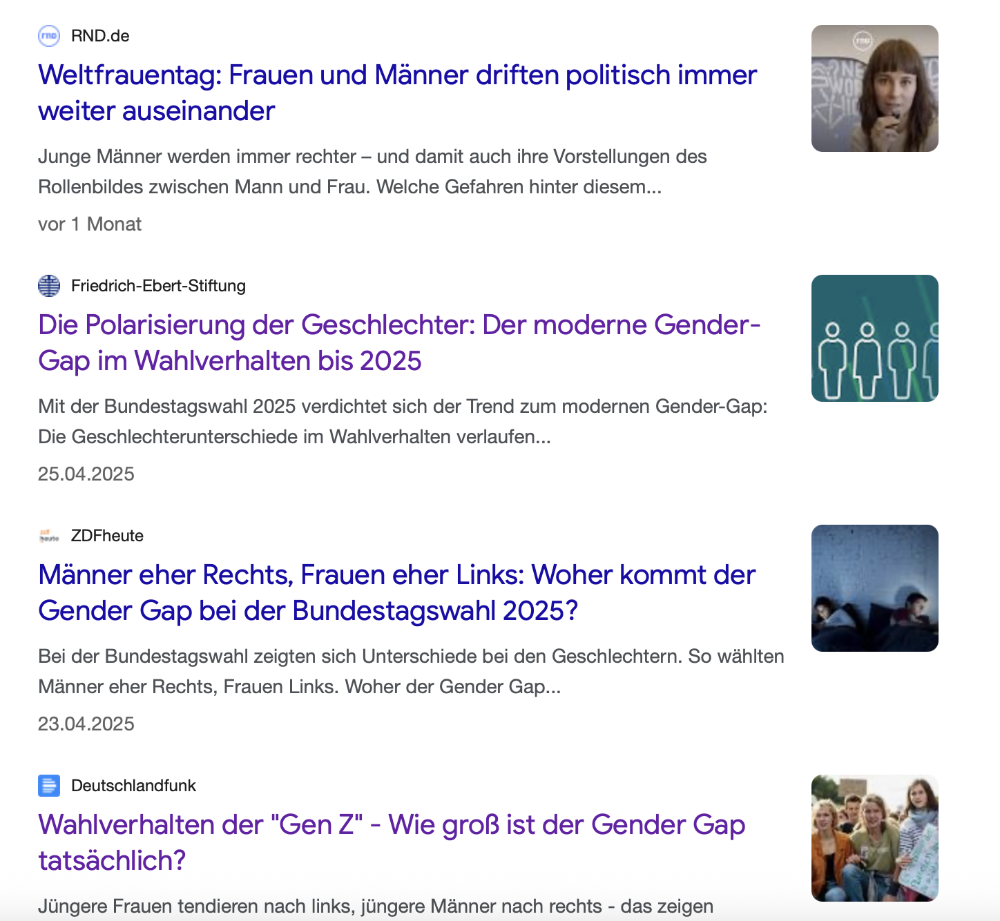 RND.de
Weltfrauentag: Frauen und Männer driften politisch immer
weiter auseinander
Junge Männer werden immer rechter – und damit auch ihre Vorstellungen des
Rollenbildes zwischen Mann und Frau. Welche Gefahren hinter diesem...
vor 1 Monat
Friedrich-Ebert-Stiftung
Die Polarisierung der Geschlechter: Der moderne Gender-
Gap im Wahlverhalten bis 2025
Mit der Bundestagswahl 2025 verdichtet sich der Trend zum modernen Gender-Gap:
Die Geschlechterunterschiede im Wahlverhalten verlaufen...
25.04.2025
ZDFheute
Männer eher Rechts, Frauen eher Links: Woher kommt der
Gender Gap bei der Bundestagswahl 2025?
Bei der Bundestagswahl zeigten sich Unterschiede bei den Geschlechtern. So wählten
Männer eher Rechts, Frauen Links. Woher der Gender Gap...
23.04.2025
Deutschlandfunk
Wahlverhalten der "Gen Z" - Wie groß ist der Gender Gap
tatsächlich?
Jüngere Frauen tendieren nach links, jüngere Männer nach rechts - das zeigen